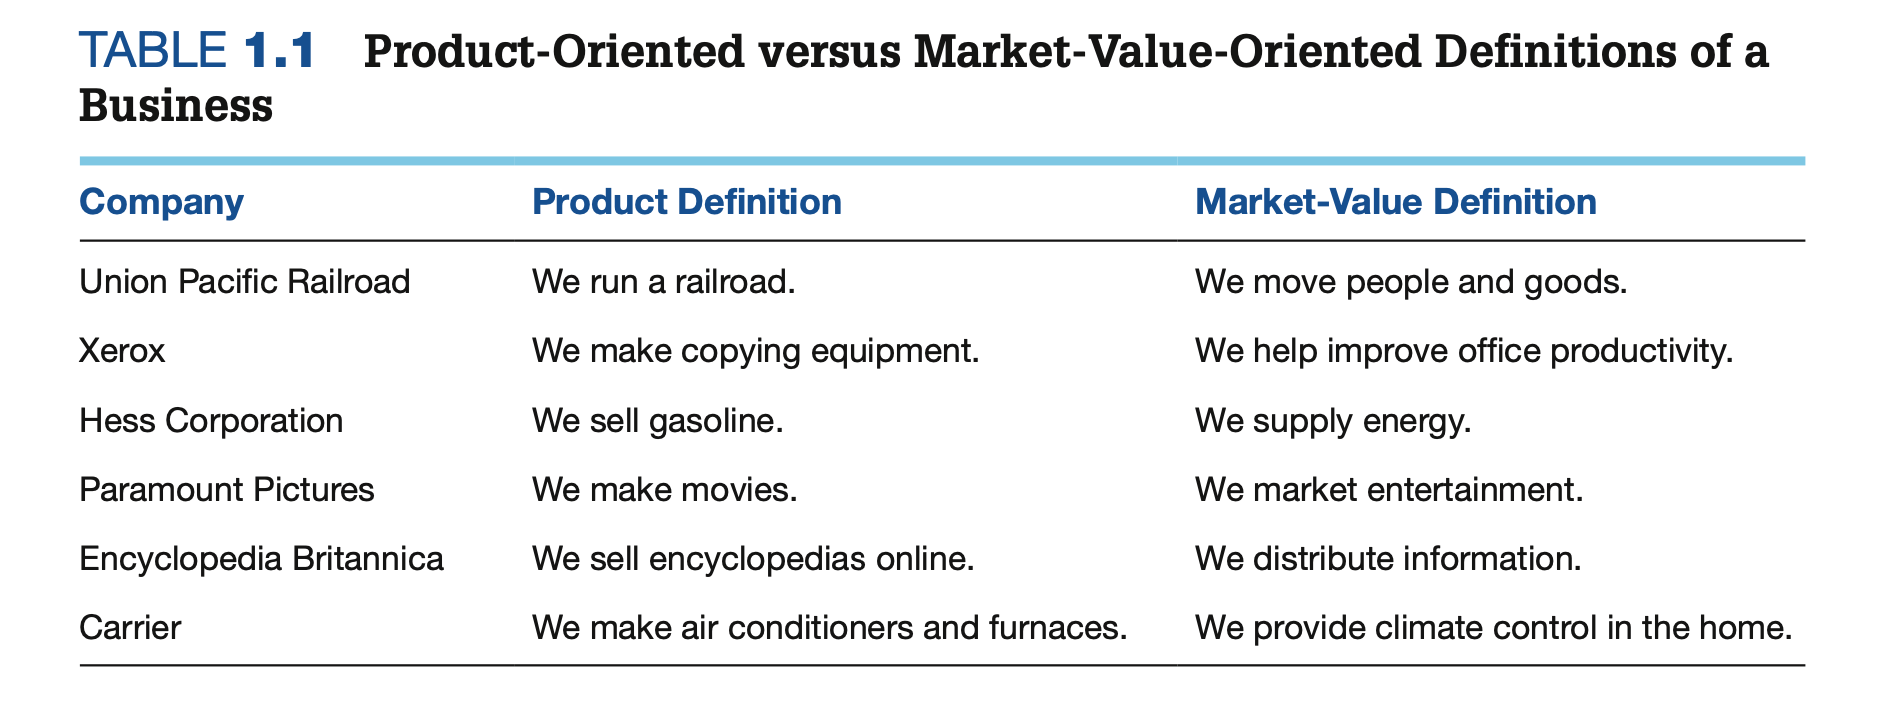 TABLE 1.1 Product-Oriented versus Market-Value-Oriented Definitions of a
Business
Company Product Definition Market-Value Definition
Union Pacific Railroad We run a railroad. We move people and goods.
Xerox We make copying equipment. We help improve office productivity.
Hess Corporation We sell gasoline. We supply energy.
Paramount Pictures We make movies. We market entertainment.
Encyclopedia Britannica We sell encyclopedias online. We distribute information.
Carrier We make air conditioners and furnaces. We provide climate control in the home.